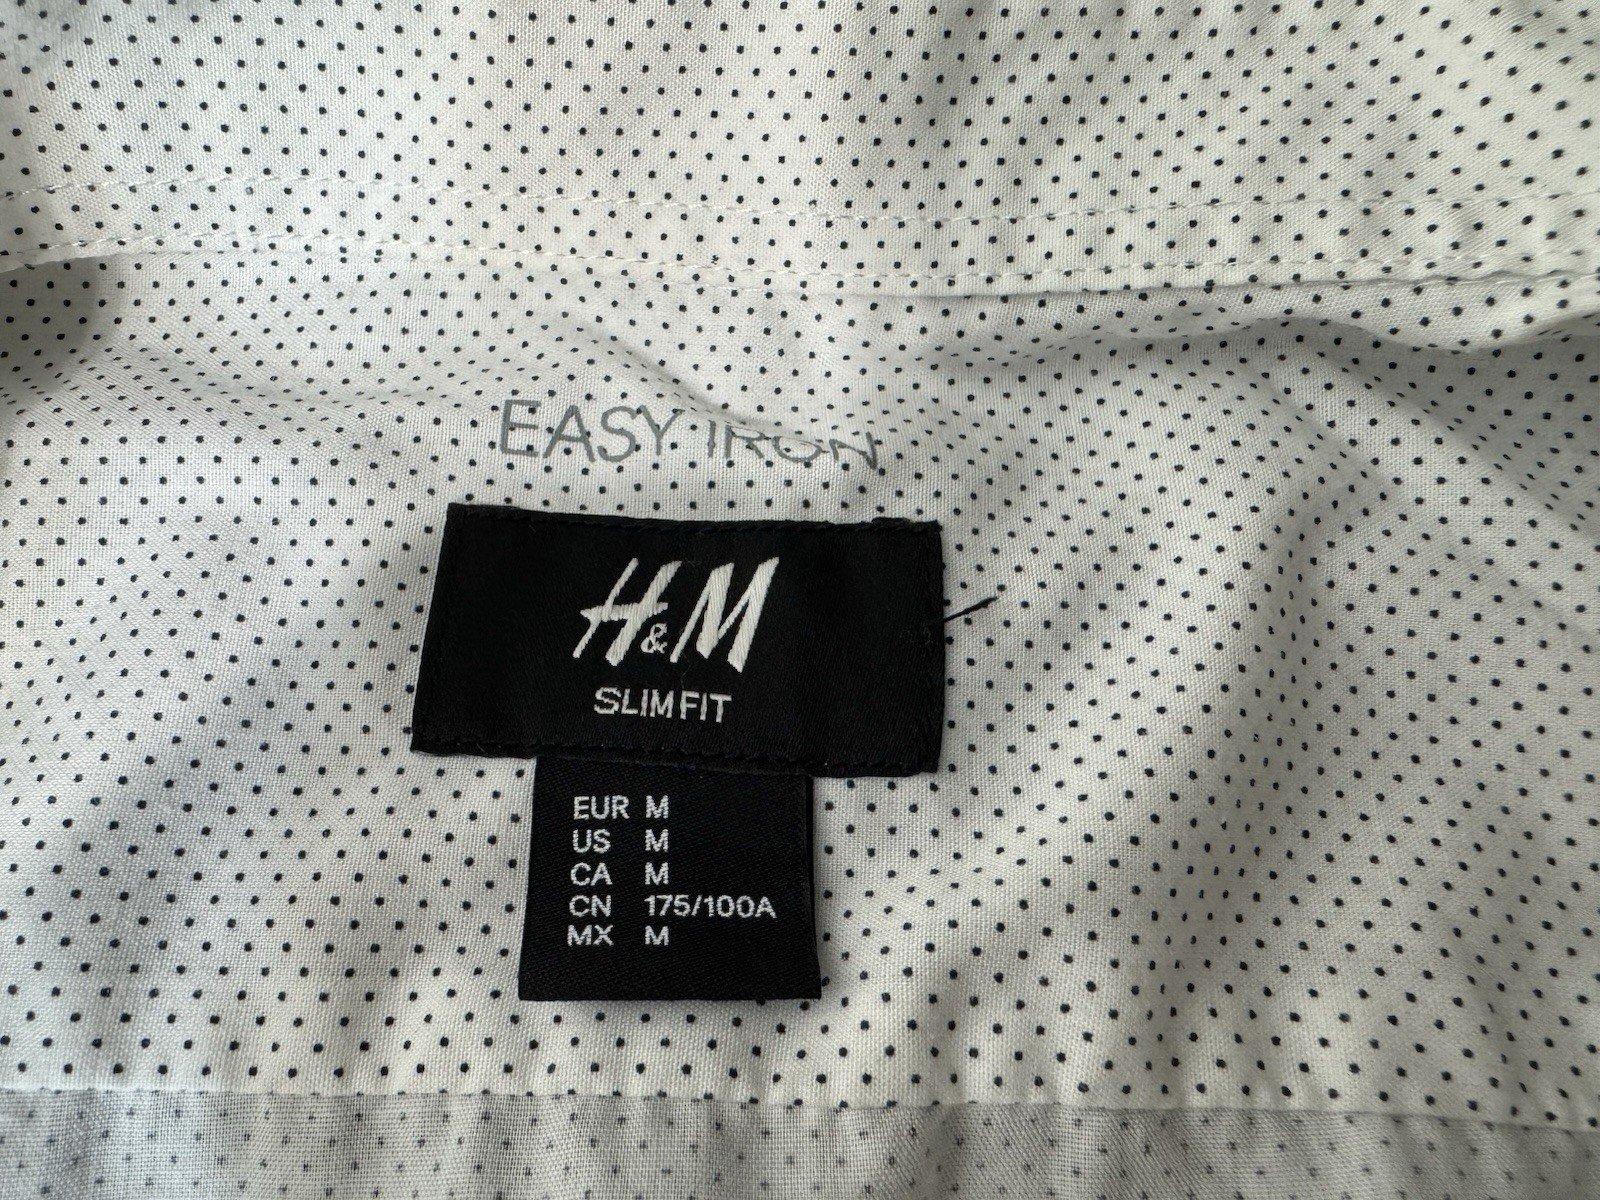 EASY IRON
H&M
SLIM FIT
EUR M
US M
CA M
CN 175/100A
MX M